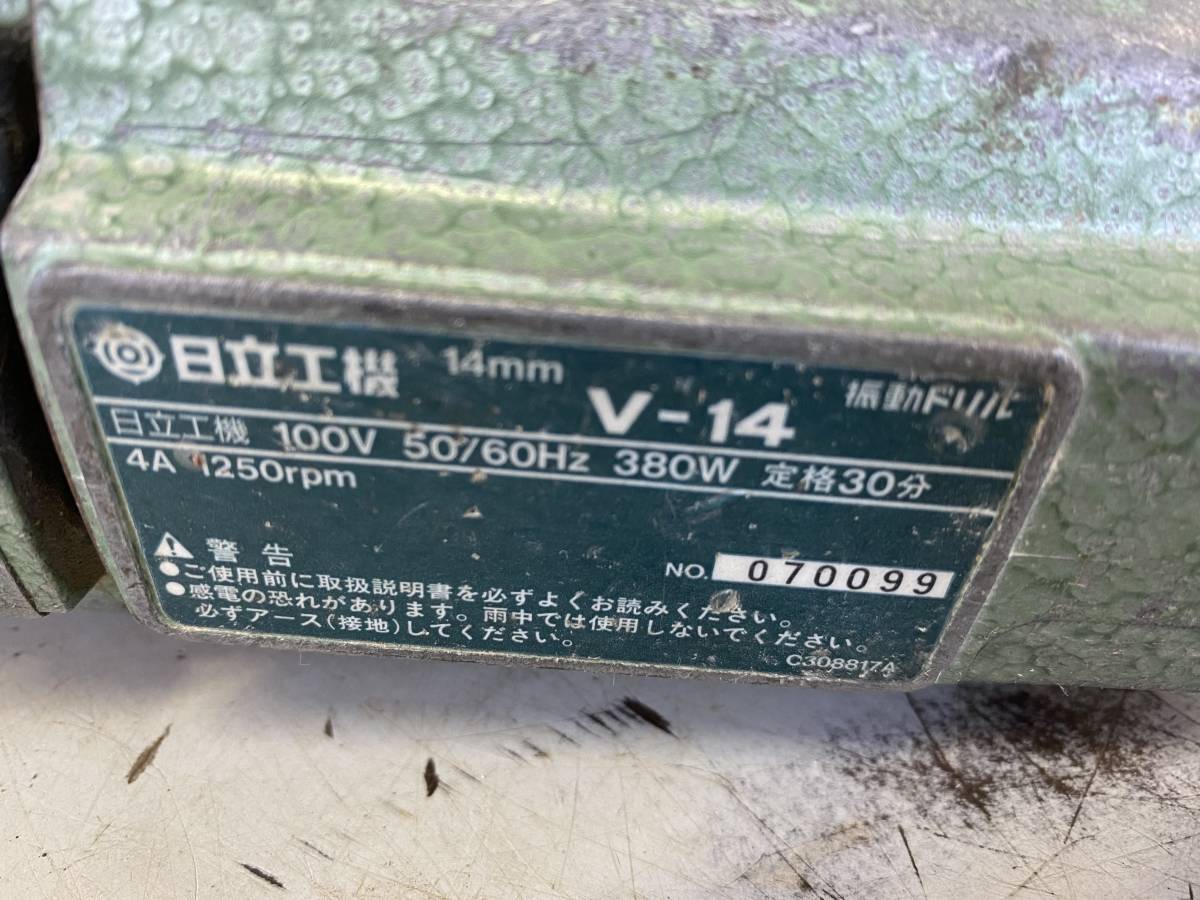 日立工機 14mm V-14 振動ドリル
日立工機 100V 50/60Hz 380W 定格30分
4A 1250rpm
警告
NO. 070099
●ご使用前に取扱説明書を必ずよくお読みください。
●感電の恐れがあります。雨中では使用しないでください。
必ずアース(接地)してください。
C308817A